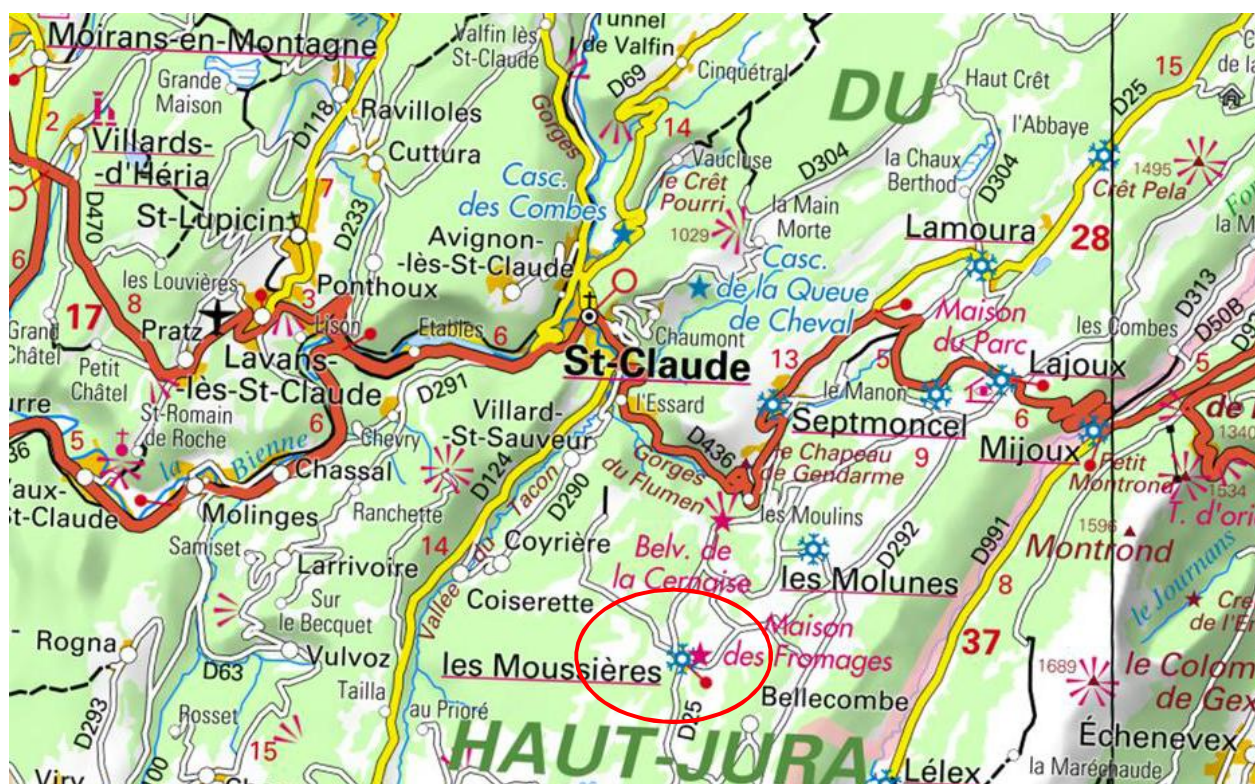 Moirans-en-Montagne
Valfin lès
St-Claude
Tunnel
de Valfin
D69
Cinquétral
DU
Haut Crêt
15
D25
Grande
Maison
D118
Ravilloles
Gorges
14
l'Abbaye
2
Villards-
-d'Héria
Cuttura
Vaucluse
D304
la Chaux
Berthod
D304
1495
Crêt Pela
le Crêt
Pourri
1029
Casc.
des Combes
la Main
Morte
Lamoura
28
D470
St-Lupicin
D233
Avignon-
-lès-St-Claude
6
les Louvières
Ponthoux
Casc.
de la Queue
de Cheval
D313
D50B
17
8
3
Lison
Etables
6
Chaumont
Maison
du Parc
les Combes
Grand
Châtel
Pratz
Lavans-
-lès-St-Claude
St-Claude
13
5
Lajoux
5
Petit
Châtel
D291
l'Essard
le Manon
6
St-Romain
de Roche
6
Villard-
-St-Sauveur
Septmoncel
9
Mijoux
de
1340
5
la Bienne
Chevry
D436
le Chapeau
de Gendarme
Petit
Montrond
1534
Chassal
D124
Gorges
du Flumen
T. d'or
Molinges
Ranchette
D290
les Moulins
D292
D991
1596
Montrond
Samiset
Larrivoire
14
Vallée du Tacon
Coyrière
Belv. de
la Cernaise
les Molunes
8
le Journans
Sur
le Becquet
Coiserette
Maison
des Fromages
37
Rogna
D63
Vulvoz
les Moussières
1689
le Colom
de Gex
D293
Rosset
Tailla
au Prioré
D25
Bellecombe
15
HAUT-JURA
Échenevex
Viry
Lélex
la Maréchaude